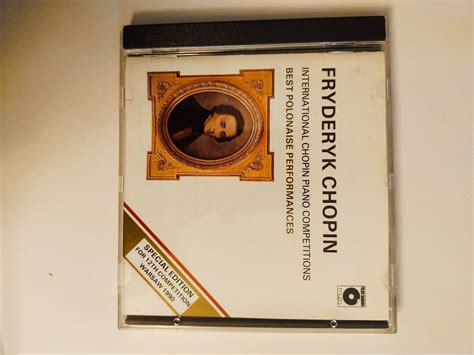 FRYDERYK CHOPIN
INTERNATIONAL CHOPIN PIANO COMPETITIONS
BEST POLONAISE PERFORMANCES
SPECIAL EDITION
FOR 12TH COMPETITION
WARSAW 1990